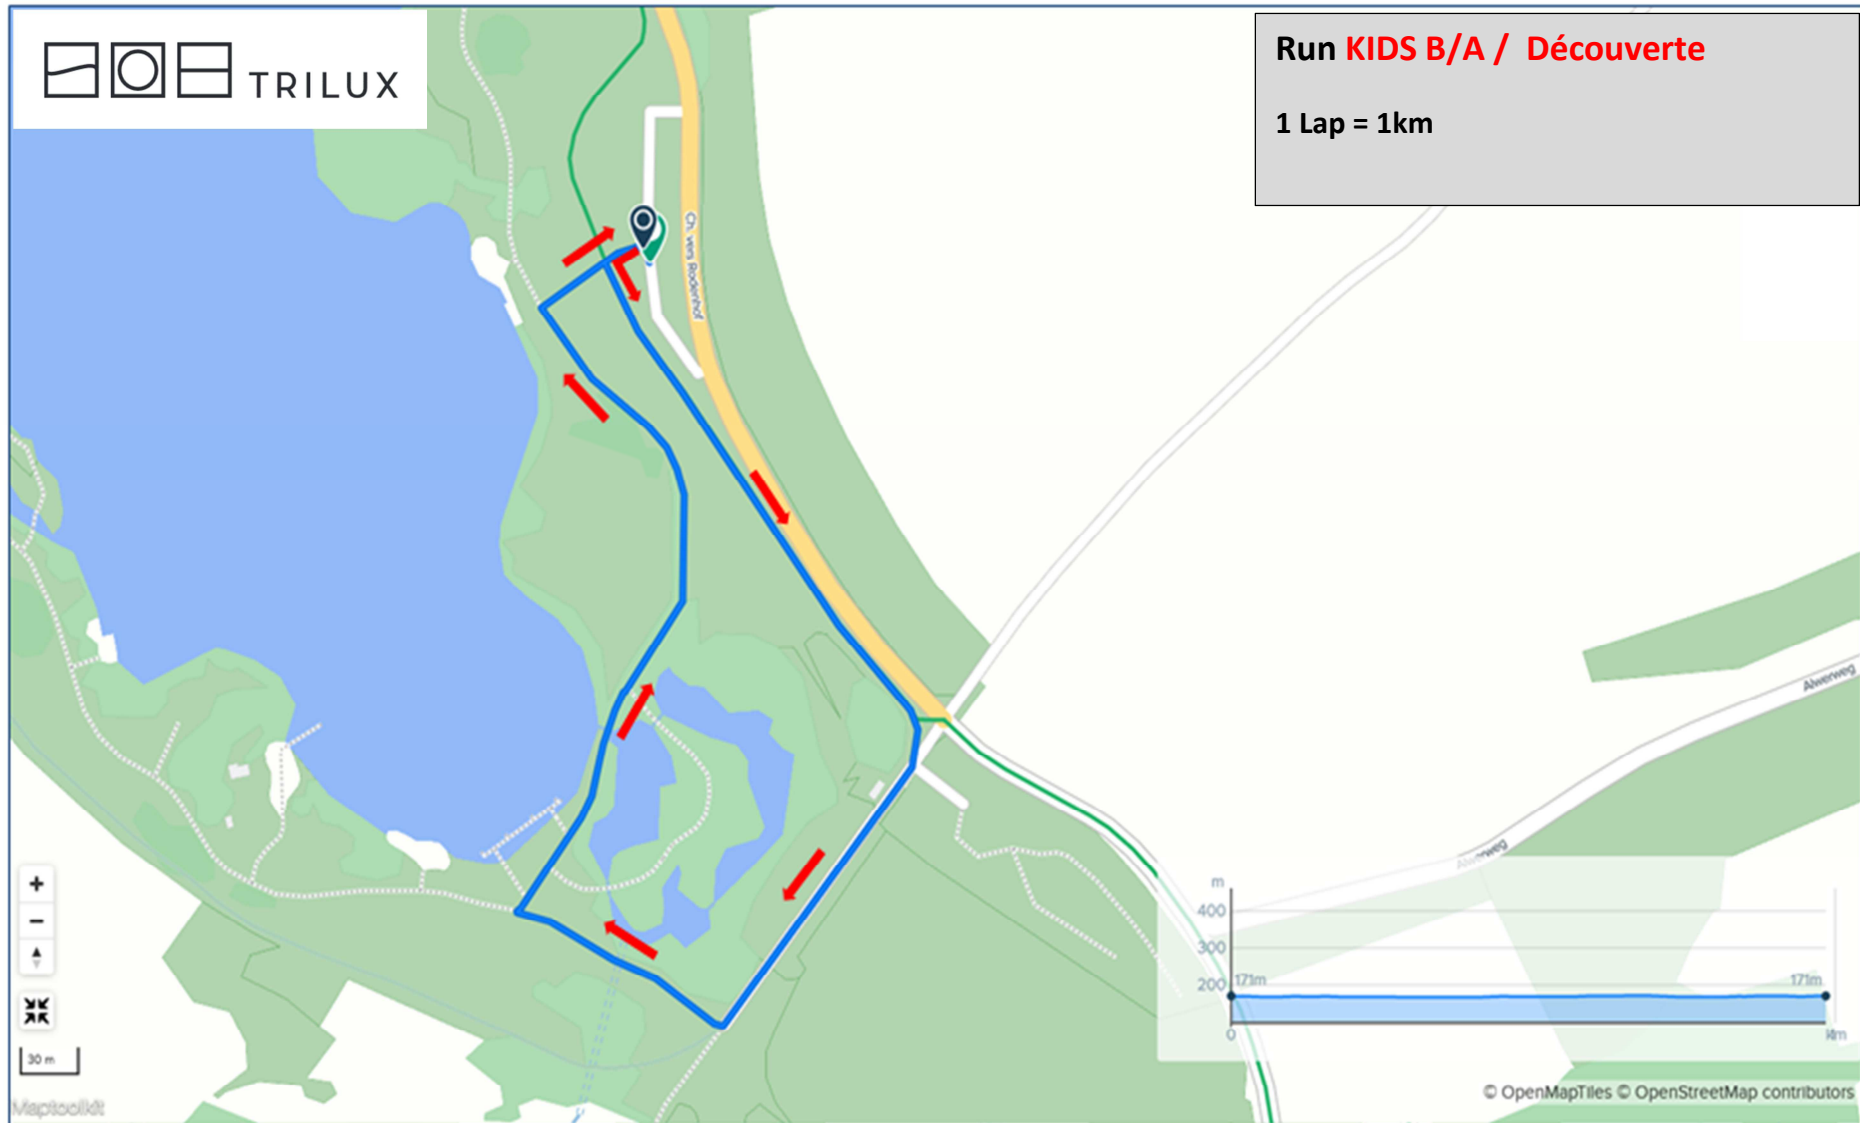 TRILUX
Run KIDS B/A / Découverte
1 Lap = 1km
Ch. vers Rodenhof
Alwerweg
Alwerweg
m
400
300
200
171m
171m
0
+
−
30 m
Maptoolkit
© OpenMapTiles © OpenStreetMap contributors